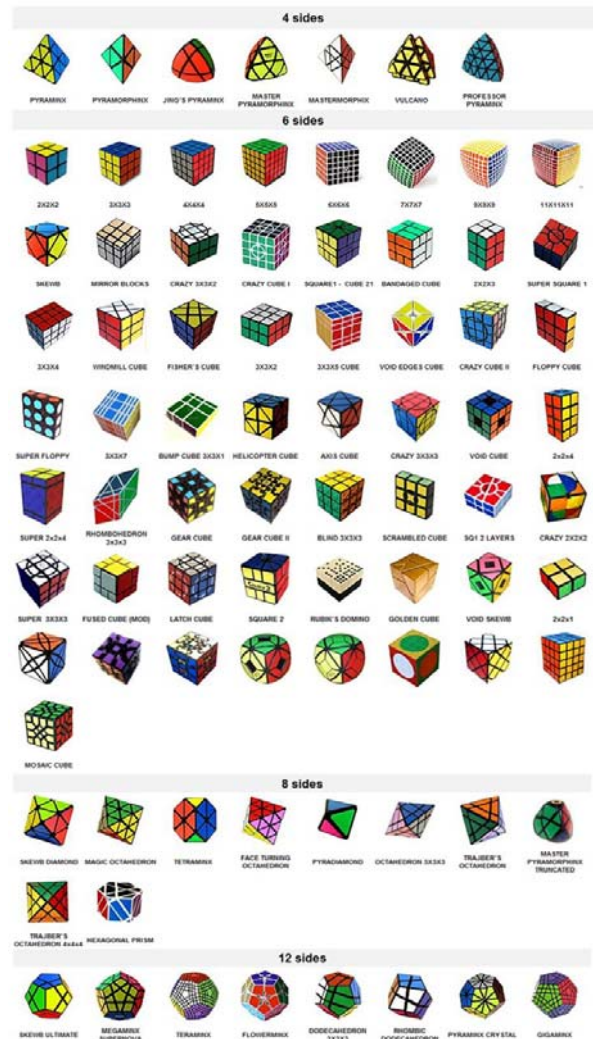 4 sides
PYRAMINX
PYRAMORPHINX
JING'S PYRAMINX
MASTER
PYRAMORPHINX
MASTERMORPHIX
VULCANO
PROFESSOR
PYRAMINX
6 sides
2X2X2
3X3X3
4X4X4
5X5X5
6X6X6
7X7X7
9X9X9
11X11X11
SKEWB
MIRROR BLOCKS
CRAZY 3X3X2
CRAZY CUBE I
SQUARE1 - CUBE 21
BANDAGED CUBE
2X2X3
SUPER SQUARE 1
3X3X4
WINDMILL CUBE
FISHER'S CUBE
3X3X2
3X3X5 CUBE
VOID EDGES CUBE
CRAZY CUBE II
FLOPPY CUBE
SUPER FLOPPY
3X3X7
BUMP CUBE 3X3X1
HELICOPTER CUBE
AXIS CUBE
CRAZY 3X3X3
VOID CUBE
2x2x4
SUPER 2x2x4
RHOMBOHEDRON
3x3x3
GEAR CUBE
GEAR CUBE II
BLIND 3X3X3
SCRAMBLED CUBE
SQ1 2 LAYERS
CRAZY 2X2X2
SUPER 3X3X3
FUSED CUBE (MOD)
LATCH CUBE
SQUARE 2
RUBIK'S DOMINO
GOLDEN CUBE
VOID SKEWB
2x2x1
MOSAIC CUBE
8 sides
SKEWB DIAMOND
MAGIC OCTAHEDRON
TETRAMINX
FACE TURNING
OCTAHEDRON
PYRADIAMOND
OCTAHEDRON 3X3X3
TRAJBER'S
OCTAHEDRON
MASTER
PYRAMORPHINX
TRUNCATED
TRAJBER'S
OCTAHEDRON 4x4x4
HEXAGONAL PRISM
12 sides
SKEWB ULTIMATE
MEGAMINX
SUPERNOVA
TERAMINX
FLOWERMINX
DODECAHEDRON
3X3X3
RHOMBIC
DODECAHEDRON
PYRAMINX CRYSTAL
GIGAMINX